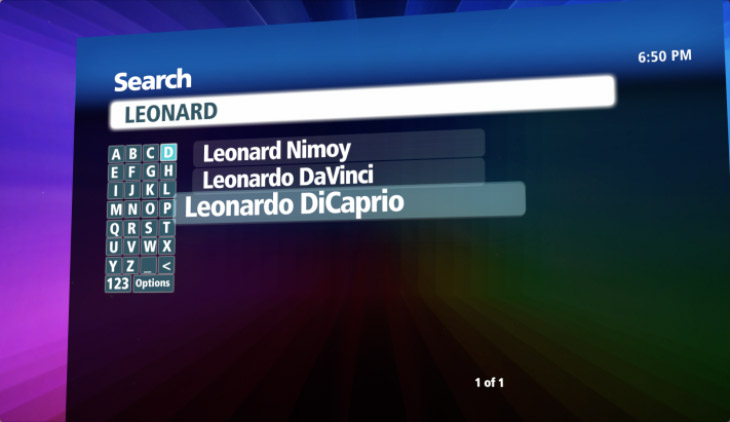 6:50 PM
Search
LEONARD
A B C D
E F G H
I J K L
M N O P
Q R S T
U V W X
Y Z _ <
123 Options
Leonard Nimoy
Leonardo DaVinci
Leonardo DiCaprio
1 of 1